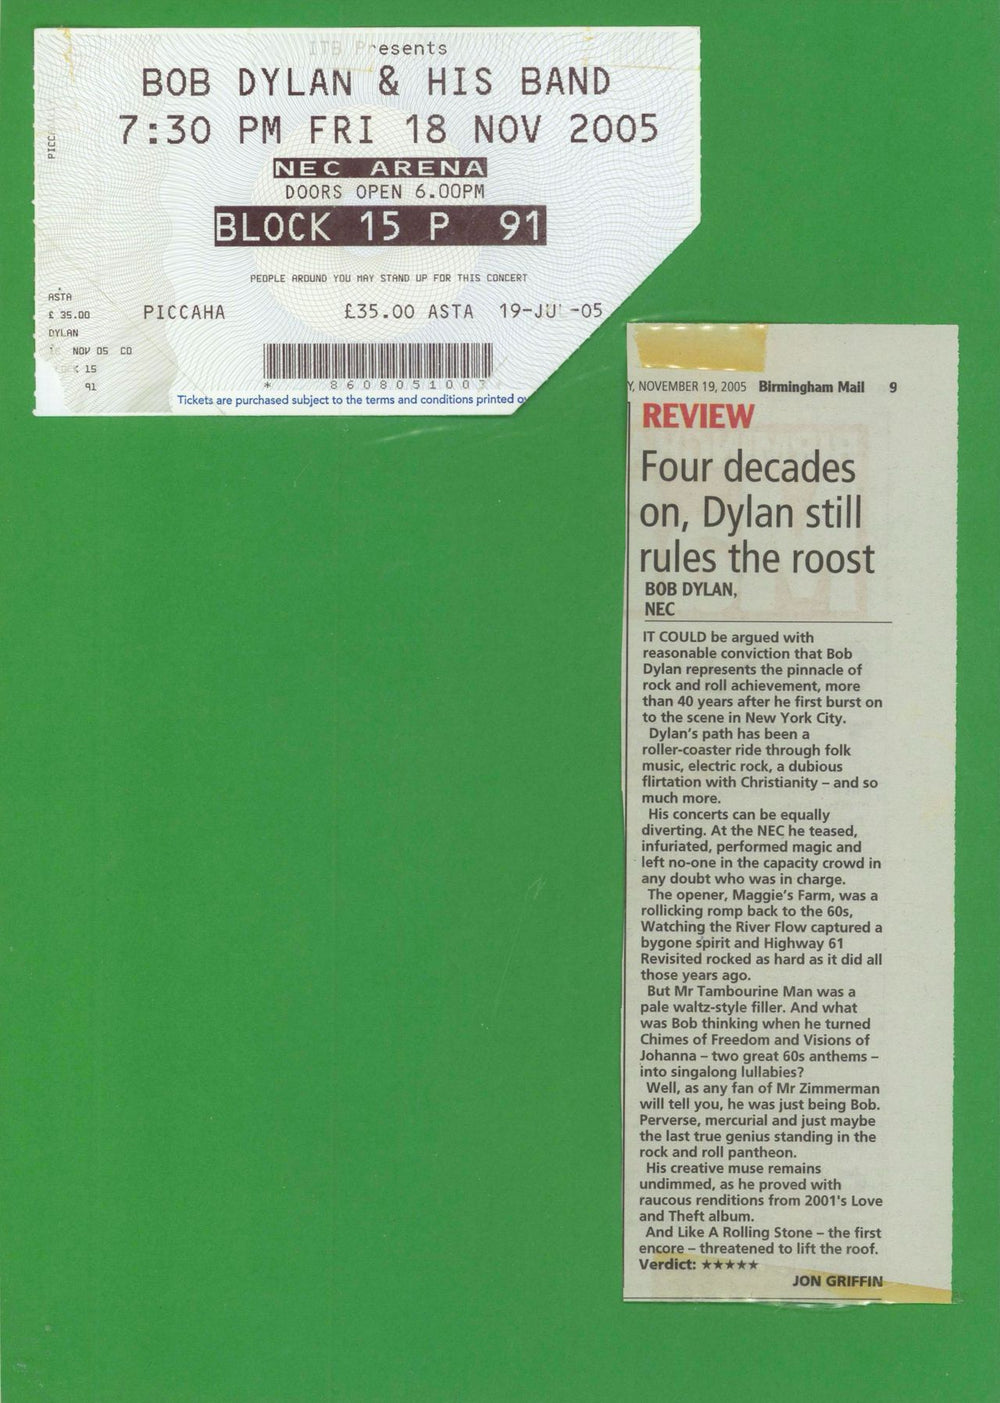 ITB Presents
BOB DYLAN & HIS BAND
7:30 PM FRI 18 NOV 2005
NEC ARENA
DOORS OPEN 6.00PM
BLOCK 15 P 91
PEOPLE AROUND YOU MAY STAND UP FOR THIS CONCERT
PICCAHA £35.00 ASTA 19-JUL-05
* 8608051003
Tickets are purchased subject to the terms and conditions printed
PICC
ASTA
£ 35.00
DYLAN
NOV 05 CO
15
91
Y, NOVEMBER 19, 2005 Birmingham Mail 9
REVIEW
Four decades
on, Dylan still
rules the roost
BOB DYLAN,
NEC
IT COULD be argued with
reasonable conviction that Bob
Dylan represents the pinnacle of
rock and roll achievement, more
than 40 years after he first burst on
to the scene in New York City.
Dylan's path has been a
roller-coaster ride through folk
music, electric rock, a dubious
flirtation with Christianity – and so
much more.
His concerts can be equally
diverting. At the NEC he teased,
infuriated, performed magic and
left no-one in the capacity crowd in
any doubt who was in charge.
The opener, Maggie's Farm, was a
rollicking romp back to the 60s,
Watching the River Flow captured a
bygone spirit and Highway 61
Revisited rocked as hard as it did all
those years ago.
But Mr Tambourine Man was a
pale waltz-style filler. And what
was Bob thinking when he turned
Chimes of Freedom and Visions of
Johanna – two great 60s anthems –
into singalong lullabies?
Well, as any fan of Mr Zimmerman
will tell you, he was just being Bob.
Perverse, mercurial and just maybe
the last true genius standing in the
rock and roll pantheon.
His creative muse remains
undimmed, as he proved with
raucous renditions from 2001's Love
and Theft album.
And Like A Rolling Stone – the first
encore – threatened to lift the roof.
Verdict: ★★★★★
JON GRIFFIN